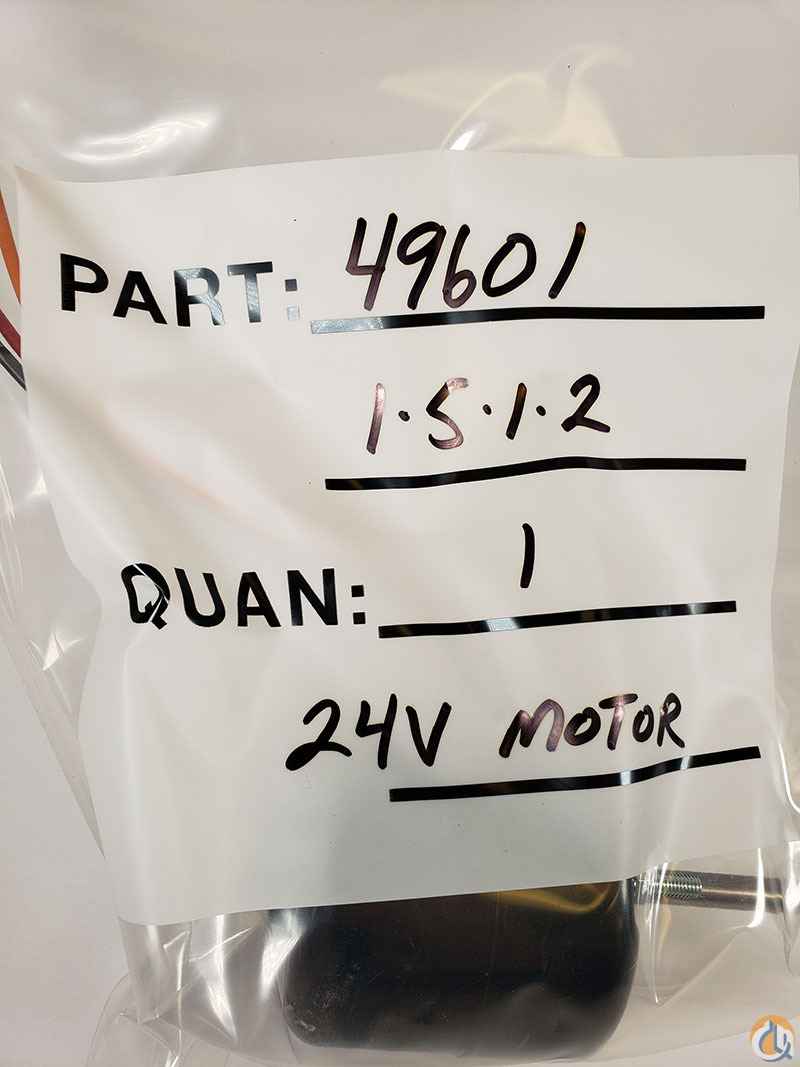 PART: 49601
1.5.1.2
QUAN: 1
24V MOTOR